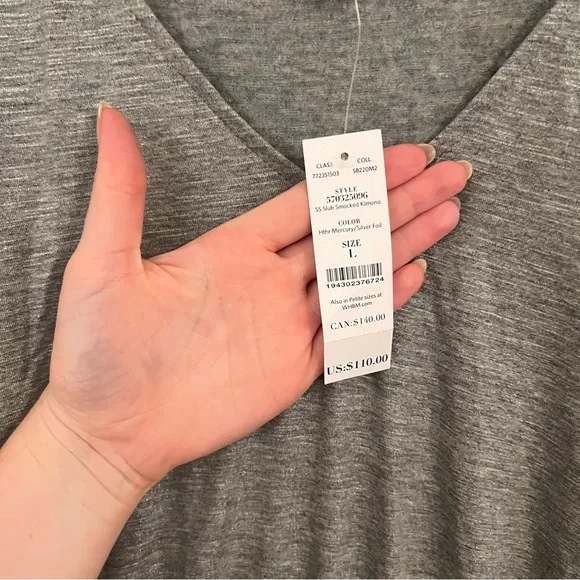 CLASS COLL
772351503 SB220M2
STYLE
570325096
SS Slub Smocked Kimono
COLOR
Hthr Mercury/Silver Foil
SIZE
L
194302376724
Also in Petite sizes at
WHBM.com
CAN:$140.00
US:$110.00